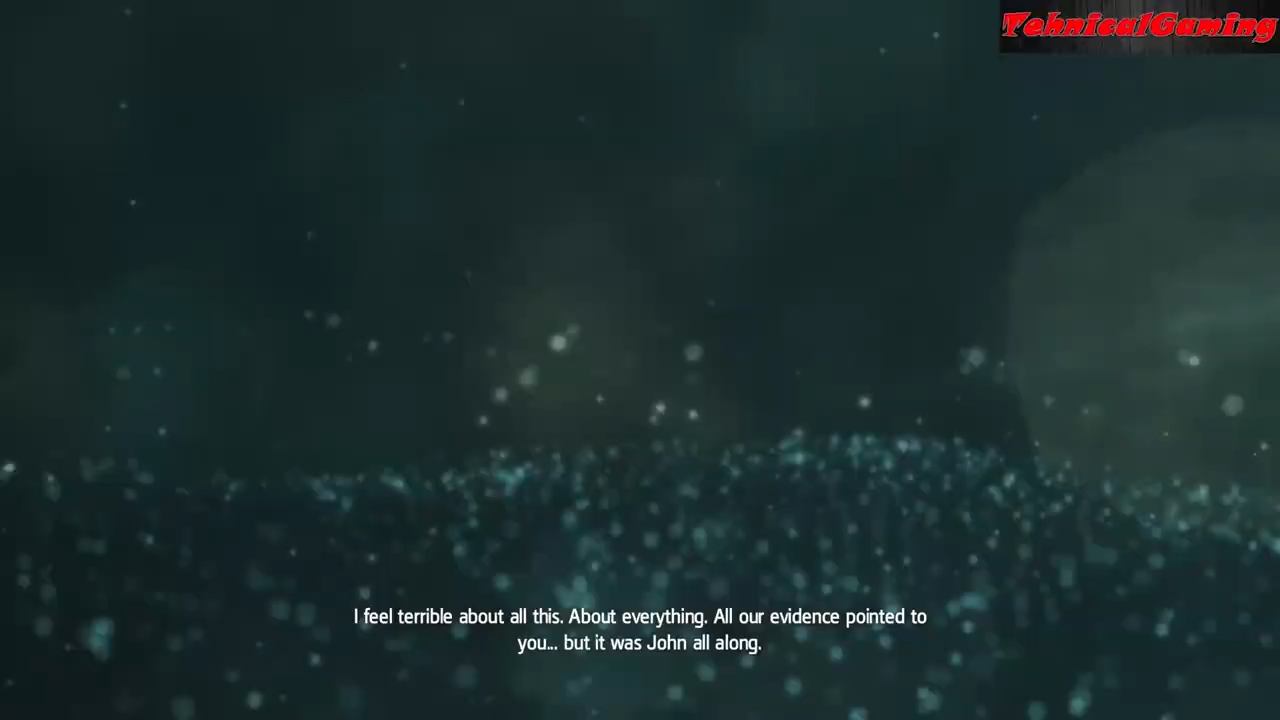 TehnicalGaming
I feel terrible about all this. About everything. All our evidence pointed to
you... but it was John all along.